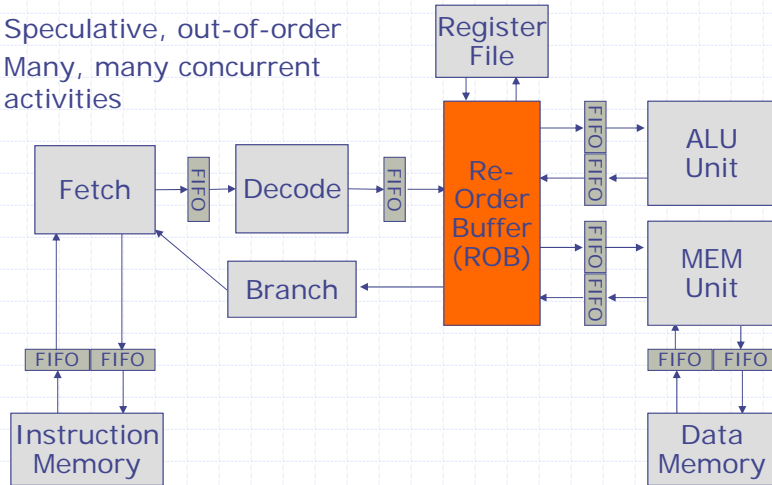 Speculative, out-of-order
Many, many concurrent
activities
Register
File
Fetch
FIFO
Decode
FIFO
Re-
Order
Buffer
(ROB)
FIFO
FIFO
ALU
Unit
FIFO
FIFO
MEM
Unit
Branch
FIFO
FIFO
FIFO
FIFO
Instruction
Memory
Data
Memory